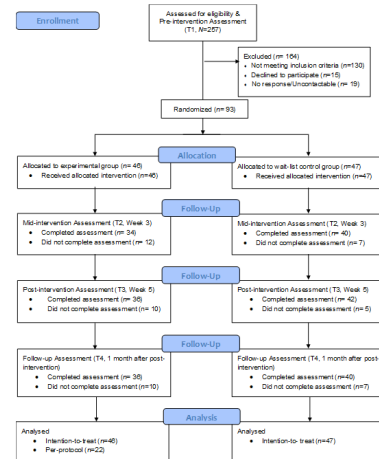 Enrollment
Assessed for eligibility &
Pre-intervention Assessment
(T1, N=257)
Excluded (n= 164)
Not meeting inclusion criteria (n=130)
Declined to participate (n=15)
No response/Uncontactable (n= 19)
Randomized (n= 93)
Allocation
Allocated to experimental group (n= 46)
• Received allocated intervention (n=46)
Allocated to wait-list control group (n=47)
• Received allocated intervention (n=47)
Follow-Up
Mid-intervention Assessment (T2, Week 3)
• Completed assessment (n= 34)
• Did not complete assessment (n= 12)
Mid-intervention Assessment (T2, Week 3)
• Completed assessment (n= 40)
• Did not complete assessment (n= 7)
Follow-Up
Post-intervention Assessment (T3, Week 5)
• Completed assessment (n= 36)
• Did not complete assessment (n= 10)
Post-intervention Assessment (T3, Week 5)
• Completed assessment (n= 42)
• Did not complete assessment (n= 5)
Follow-Up
Follow-up Assessment (T4, 1 month after post-
intervention)
• Completed assessment (n= 36)
• Did not complete assessment
(n=10)
Follow-up Assessment (T4, 1 month after post-
intervention)
• Completed assessment (n=40)
• Did not complete assessment
(n=7)
Analysis
Analysed
• Intention-to-treat (n=46)
• Per-protocol (n=22)
Analysed
• Intention-to- treat (n=47)